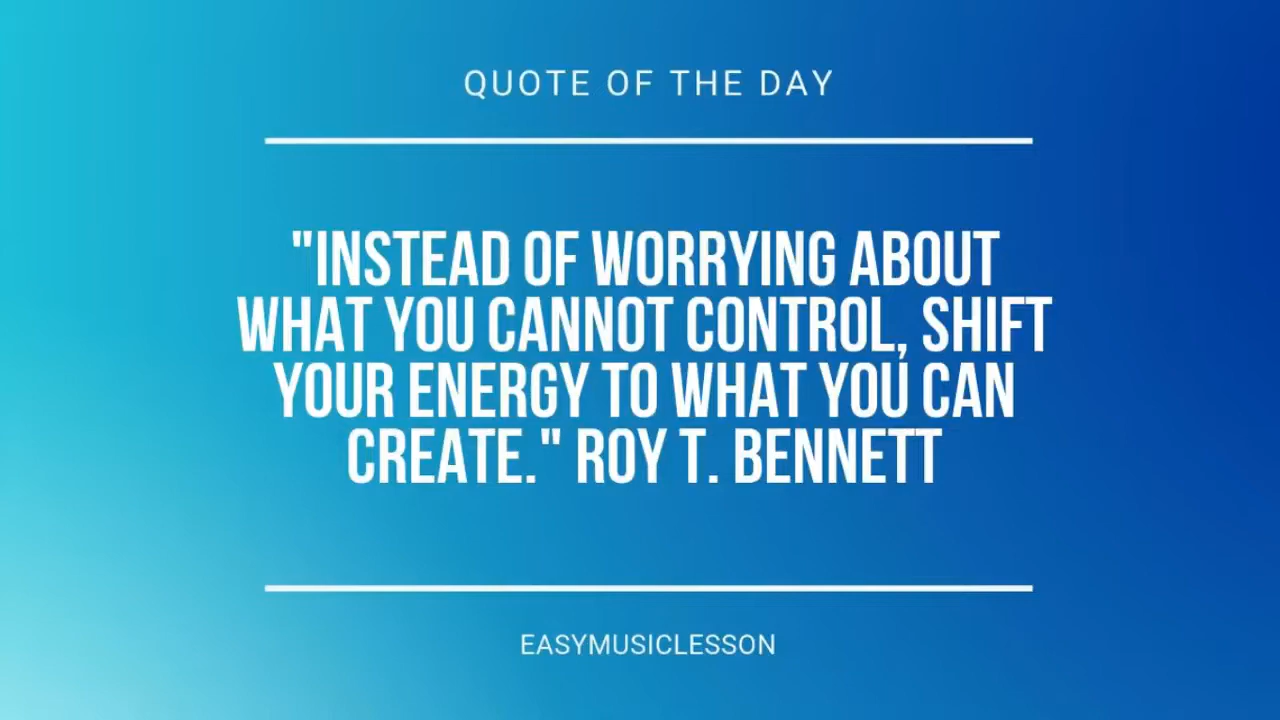 QUOTE OF THE DAY
"INSTEAD OF WORRYING ABOUT
WHAT YOU CANNOT CONTROL, SHIFT
YOUR ENERGY TO WHAT YOU CAN
CREATE." ROY T. BENNETT
EASYMUSICLESSON